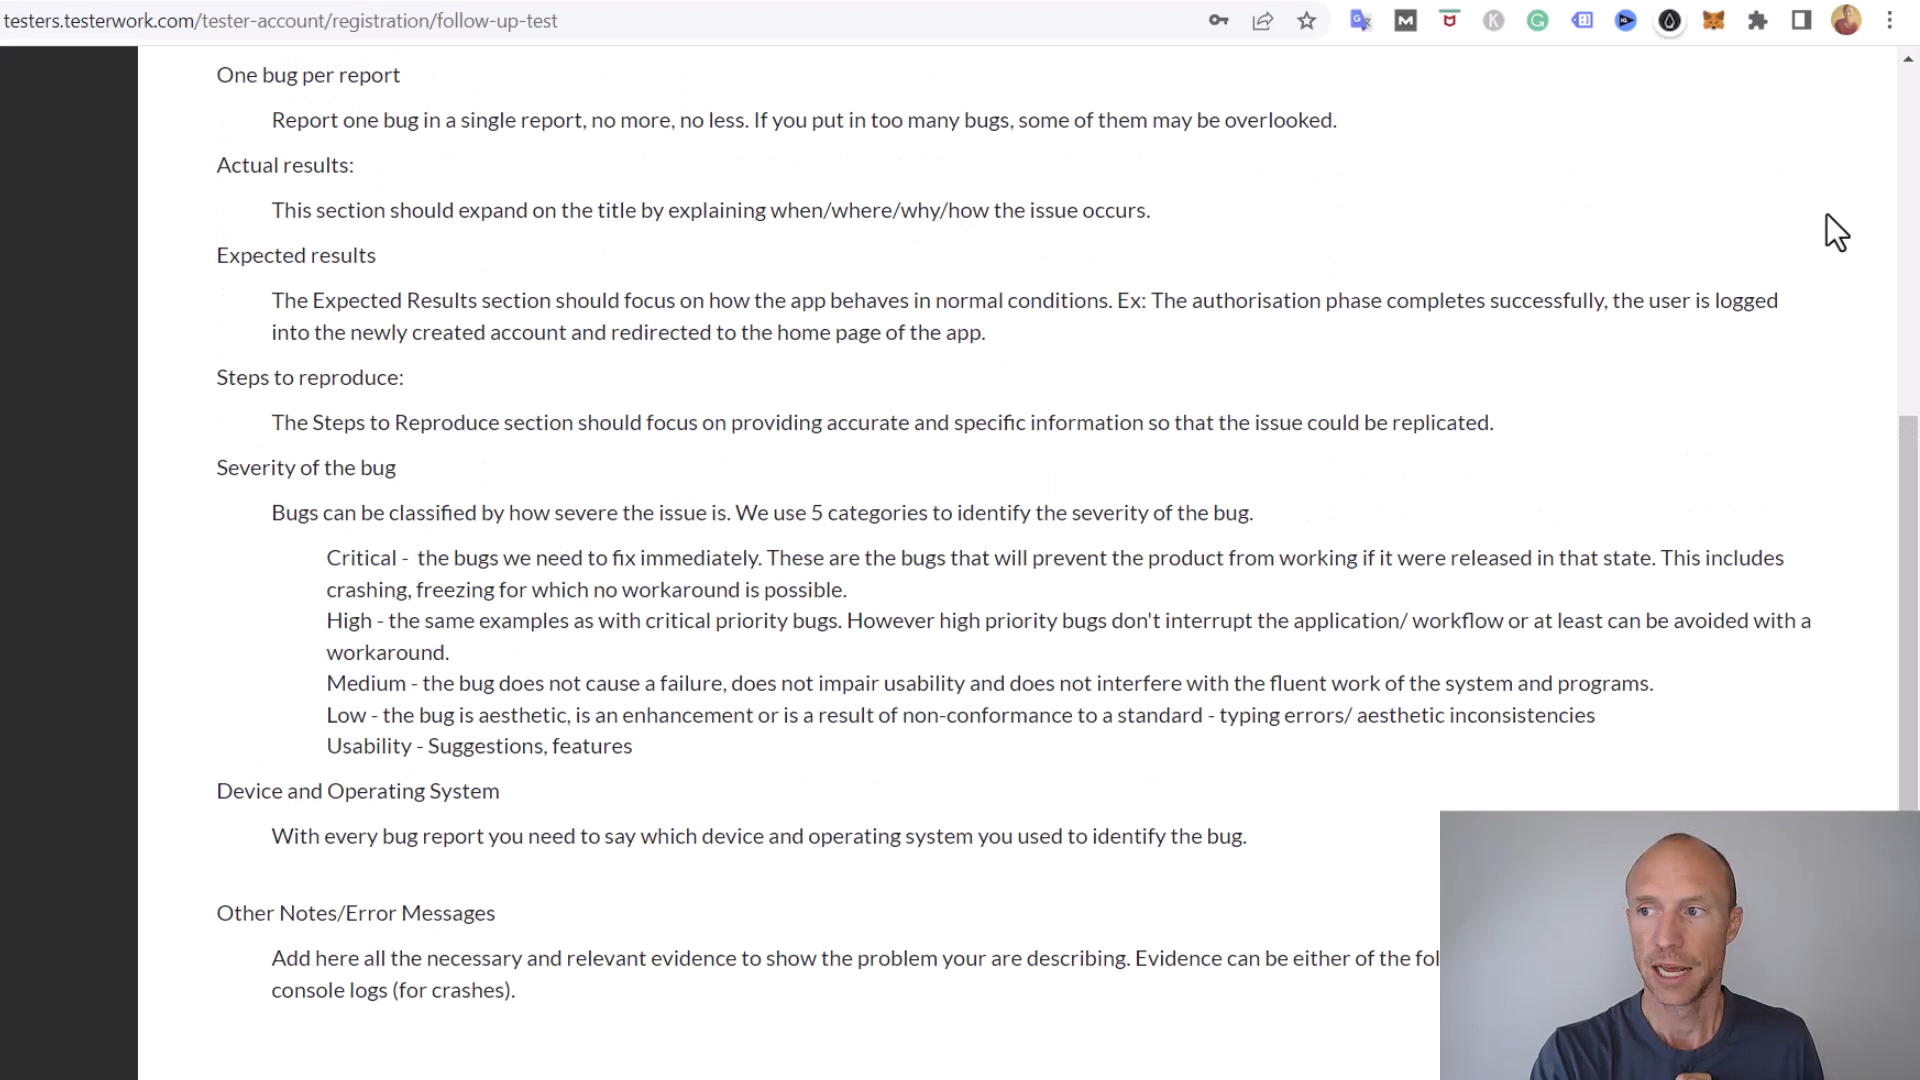 testers.testerwork.com/tester-account/registration/follow-up-test
One bug per report
Report one bug in a single report, no more, no less. If you put in too many bugs, some of them may be overlooked.
Actual results:
This section should expand on the title by explaining when/where/why/how the issue occurs.
Expected results
The Expected Results section should focus on how the app behaves in normal conditions. Ex: The authorisation phase completes successfully, the user is logged
into the newly created account and redirected to the home page of the app.
Steps to reproduce:
The Steps to Reproduce section should focus on providing accurate and specific information so that the issue could be replicated.
Severity of the bug
Bugs can be classified by how severe the issue is. We use 5 categories to identify the severity of the bug.
Critical - the bugs we need to fix immediately. These are the bugs that will prevent the product from working if it were released in that state. This includes
crashing, freezing for which no workaround is possible.
High - the same examples as with critical priority bugs. However high priority bugs don't interrupt the application/ workflow or at least can be avoided with a
workaround.
Medium - the bug does not cause a failure, does not impair usability and does not interfere with the fluent work of the system and programs.
Low - the bug is aesthetic, is an enhancement or is a result of non-conformance to a standard - typing errors/ aesthetic inconsistencies
Usability - Suggestions, features
Device and Operating System
With every bug report you need to say which device and operating system you used to identify the bug.
Other Notes/Error Messages
Add here all the necessary and relevant evidence to show the problem your are describing. Evidence can be either of the fol
console logs (for crashes).